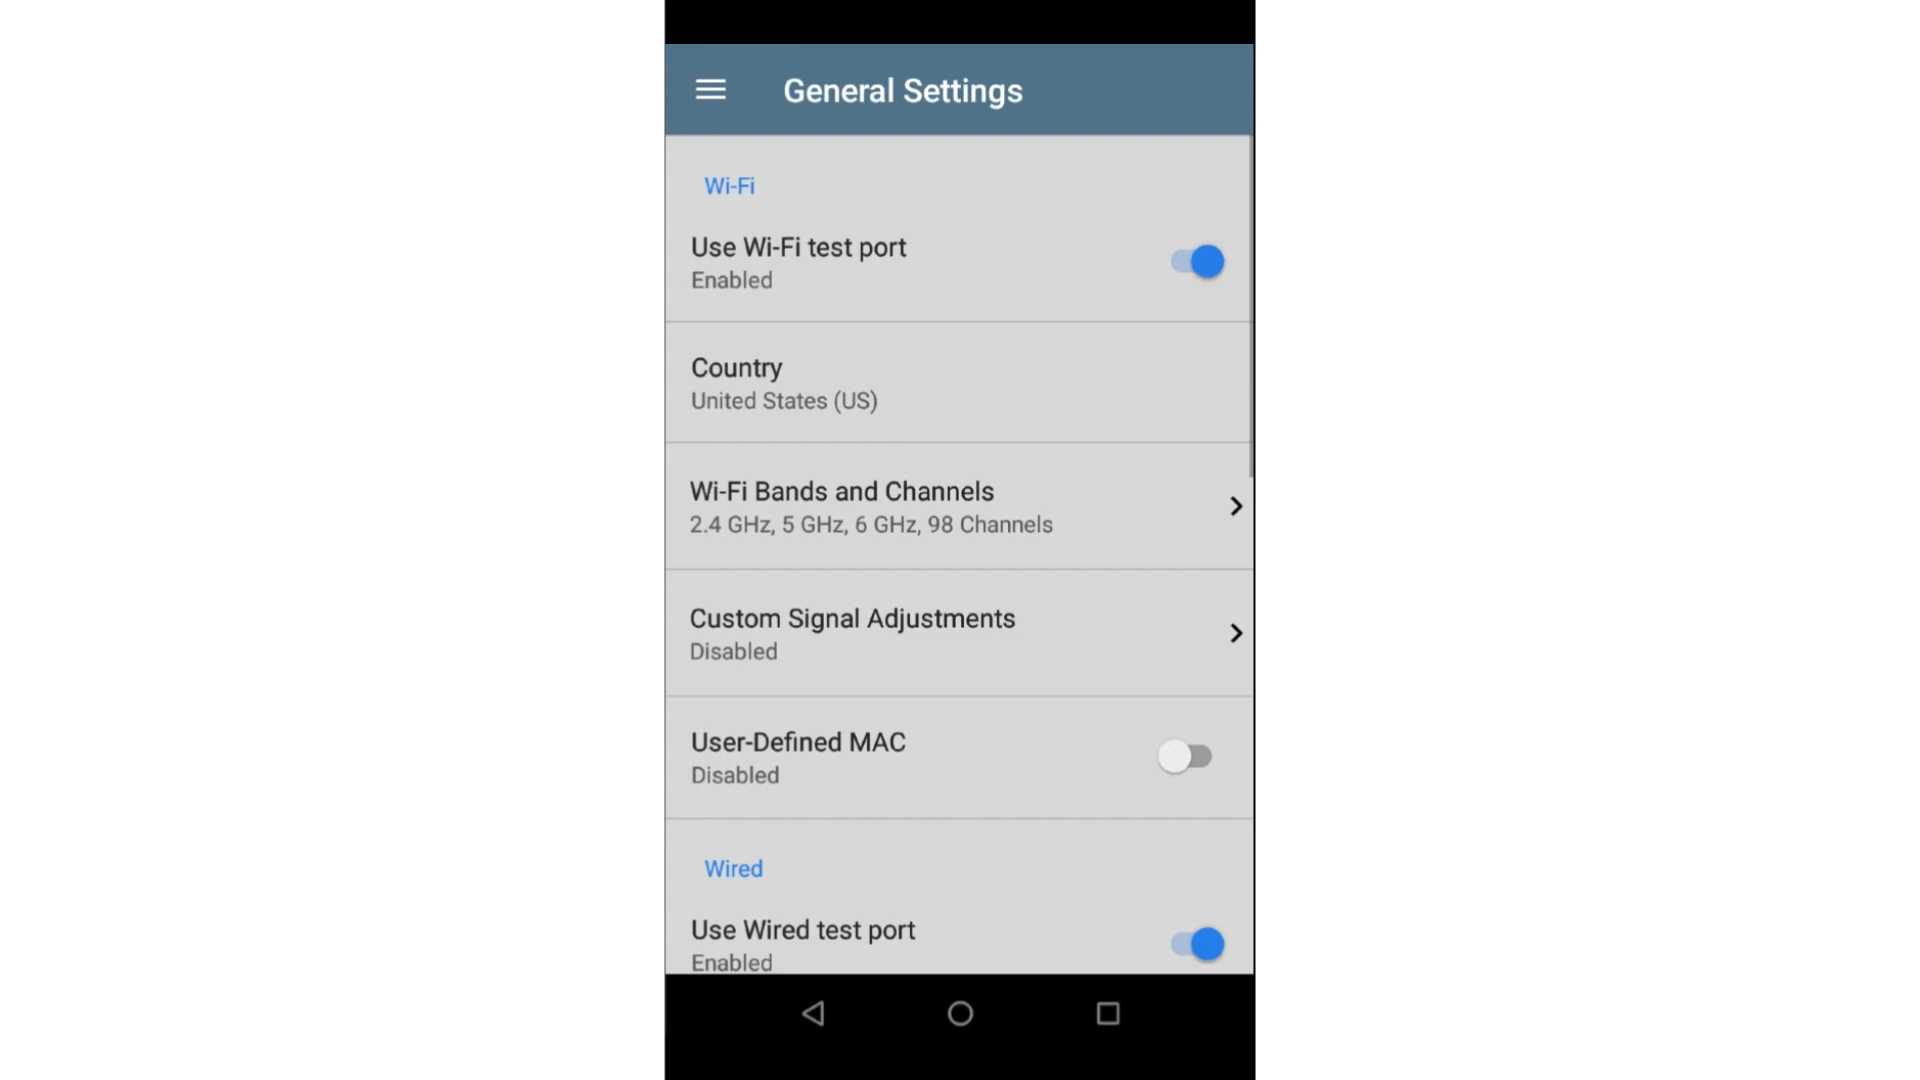 General Settings
Wi-Fi
Use Wi-Fi test port
Enabled
Country
United States (US)
Wi-Fi Bands and Channels
2.4 GHz, 5 GHz, 6 GHz, 98 Channels
Custom Signal Adjustments
Disabled
User-Defined MAC
Disabled
Wired
Use Wired test port
Enabled